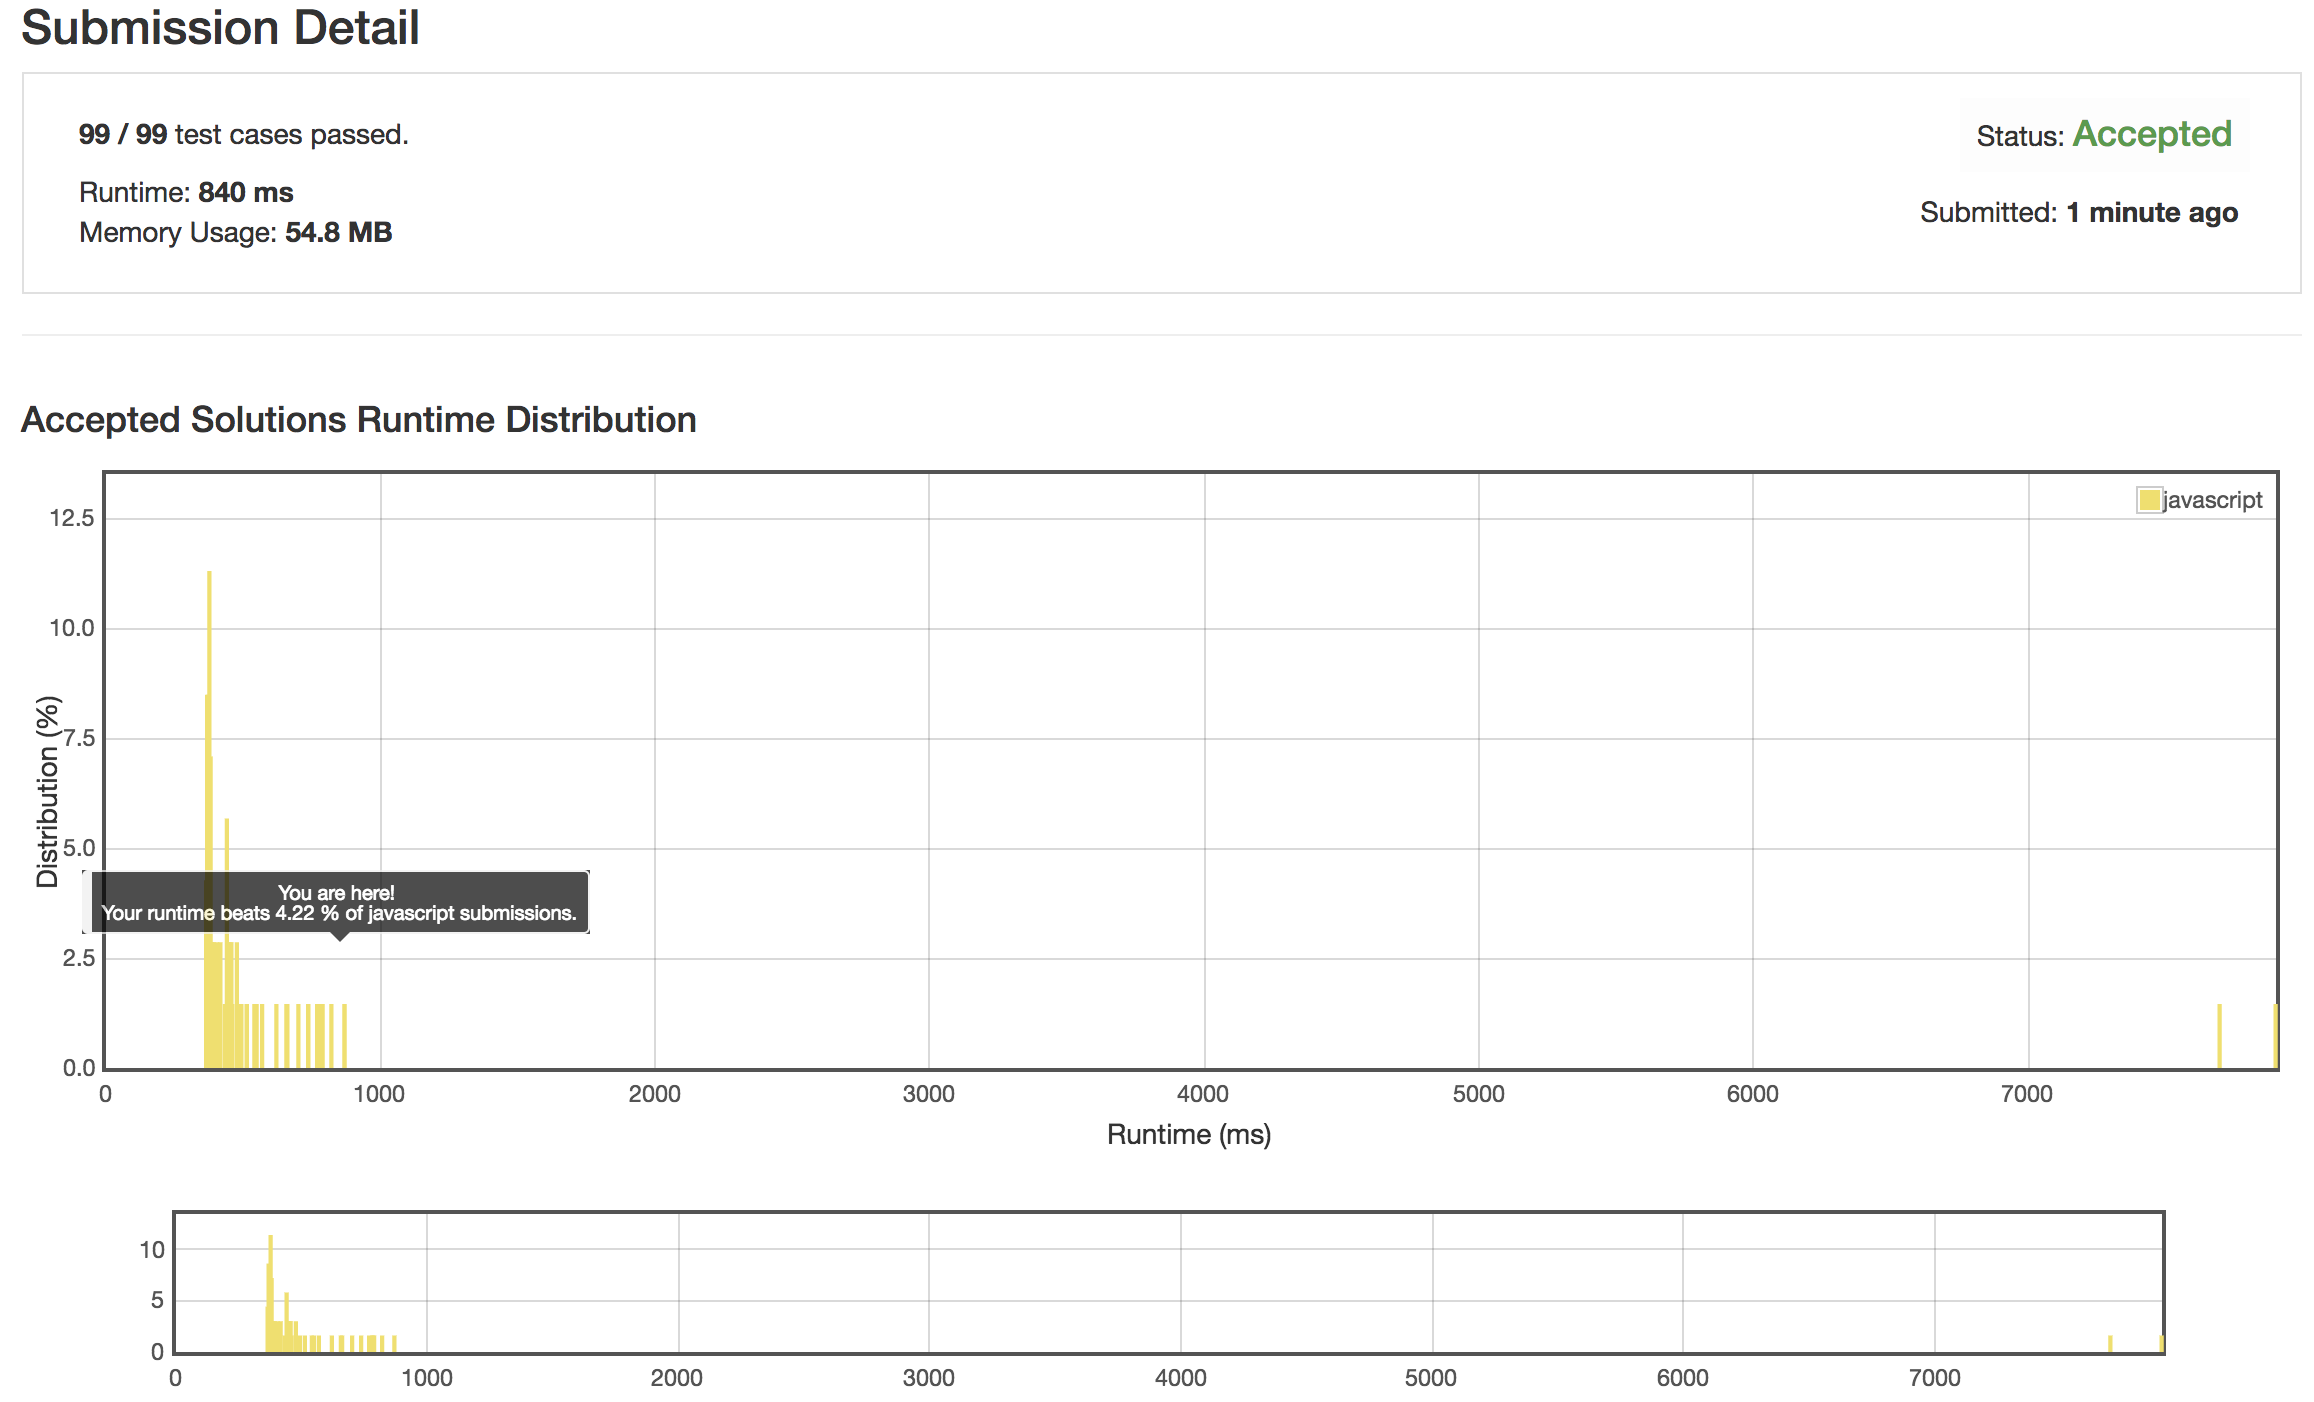 Submission Detail
99 / 99 test cases passed.
Status: Accepted
Runtime: 840 ms
Memory Usage: 54.8 MB
Submitted: 1 minute ago
Accepted Solutions Runtime Distribution
javascript
Distribution (%)
12.5
10.0
7.5
5.0
2.5
0.0
You are here!
Your runtime beats 4.22 % of javascript submissions.
0 1000 2000 3000 4000 5000 6000 7000
Runtime (ms)
10
5
0
0 1000 2000 3000 4000 5000 6000 7000